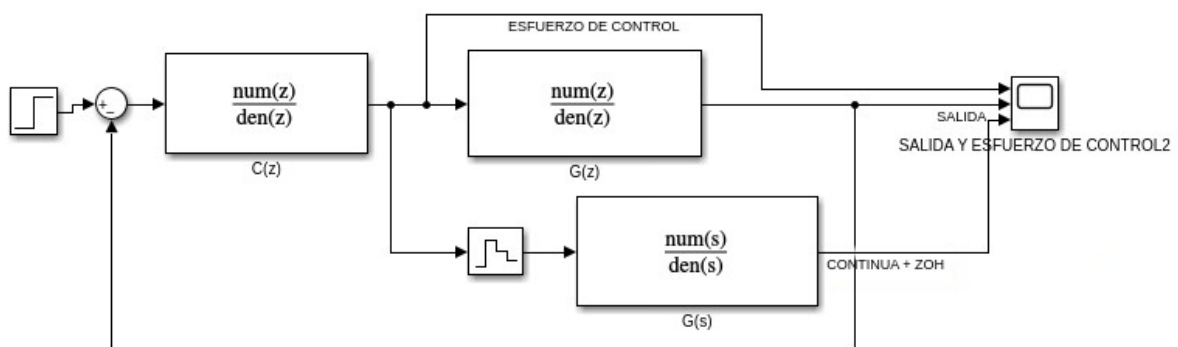 ESFUERZO DE CONTROL
+
−
num(z)
den(z)
C(z)
num(z)
den(z)
G(z)
SALIDA
SALIDA Y ESFUERZO DE CONTROL2
num(s)
den(s)
G(s)
CONTINUA + ZOH